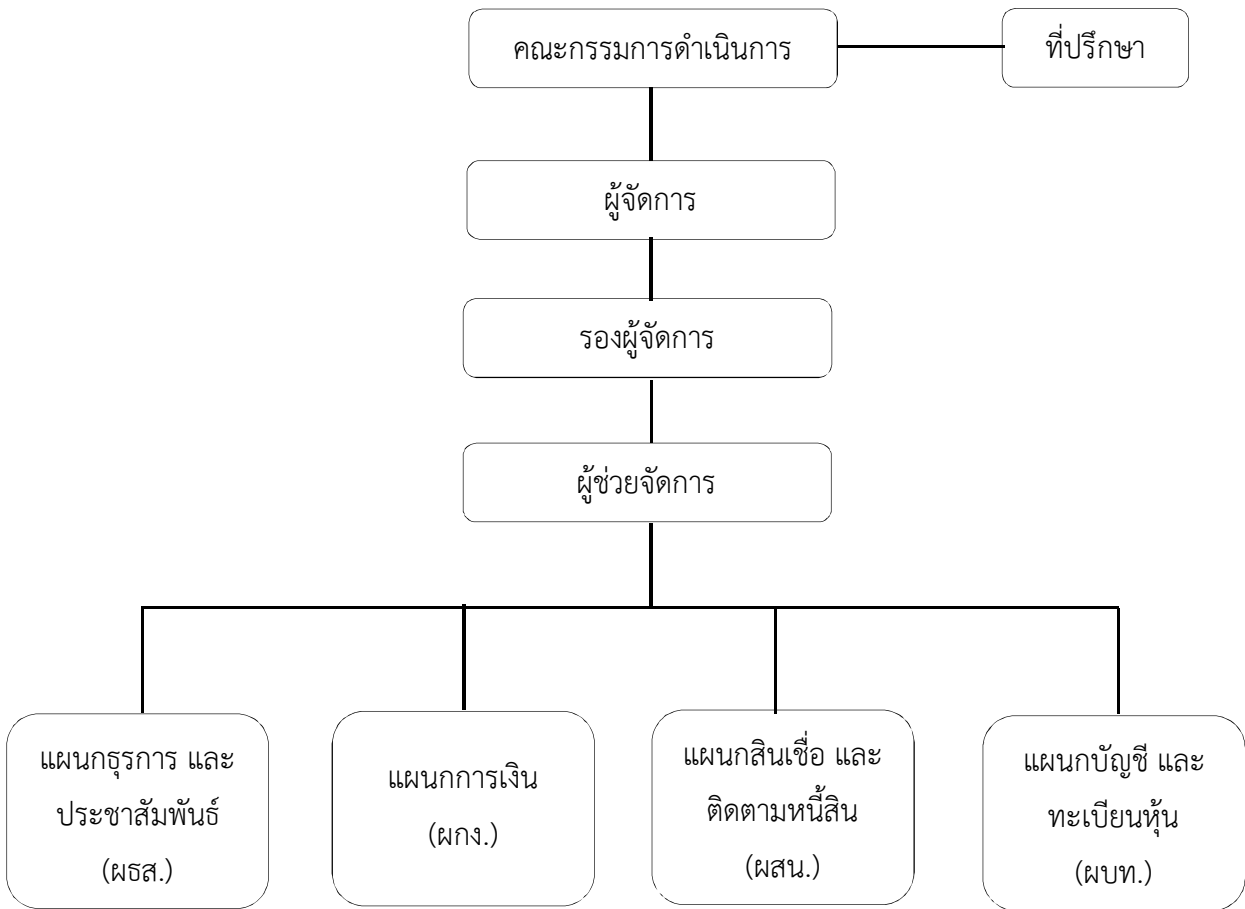 คณะกรรมการดำเนินการ
ที่ปรึกษา
ผู้จัดการ
รองผู้จัดการ
ผู้ช่วยจัดการ
แผนกธุรการ และ
ประชาสัมพันธ์
(ผธส.)
แผนกการเงิน
(ผกง.)
แผนกสินเชื่อ และ
ติดตามหนี้สิน
(ผสน.)
แผนกบัญชี และ
ทะเบียนหุ้น
(ผบท.)